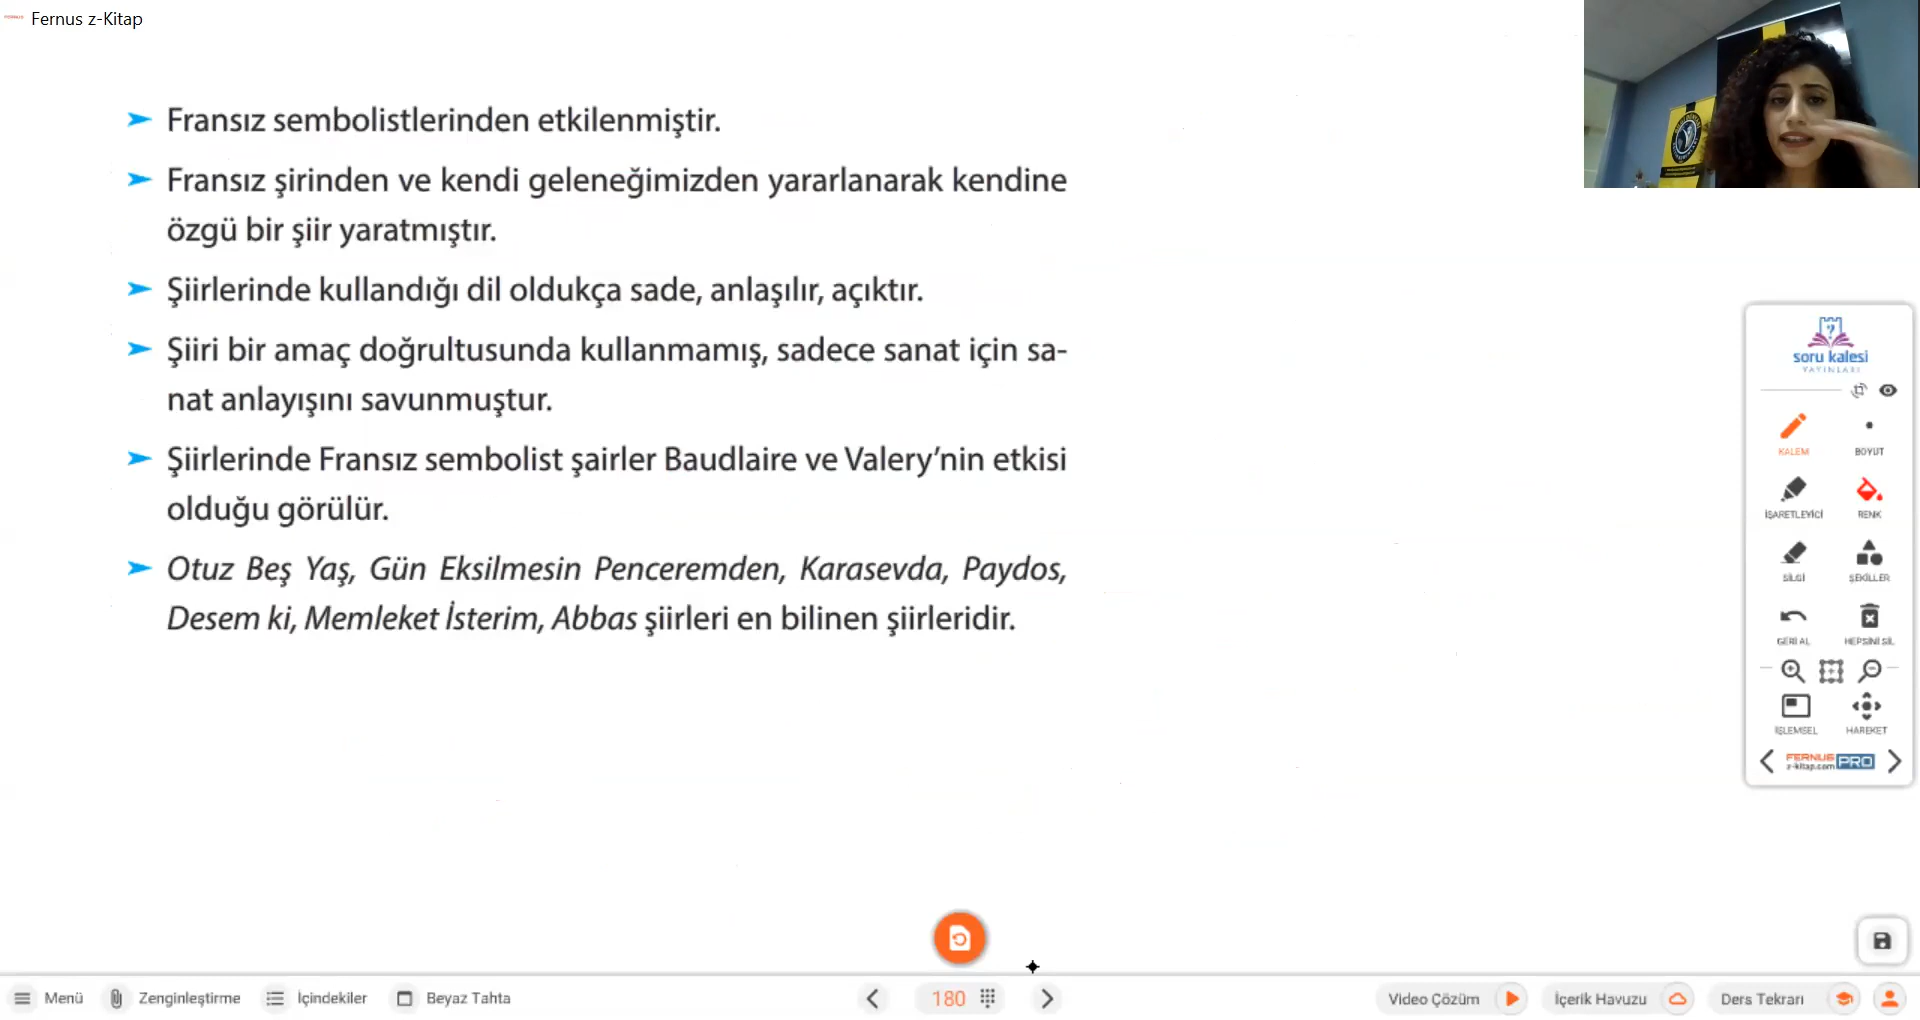 Fernus z-Kitap
➤ Fransız sembolistlerinden etkilenmiştir.
➤ Fransız şirinden ve kendi geleneğimizden yararlanarak kendine
özgü bir şiir yaratmıştır.
➤ Şiirlerinde kullandığı dil oldukça sade, anlaşılır, açıktır.
➤ Şiiri bir amaç doğrultusunda kullanmamış, sadece sanat için sa-
nat anlayışını savunmuştur.
➤ Şiirlerinde Fransız sembolist şairler Baudlaire ve Valery’nin etkisi
olduğu görülür.
➤ Otuz Beş Yaş, Gün Eksilmesin Penceremden, Karasevda, Paydos,
Desem ki, Memleket İsterim, Abbas şiirleri en bilinen şiirleridir.
soru kalesi
YAYINLARI
KALEM BOYUT
İŞARETLEYİCİ RENK
SİLGİ ŞEKİLLER
GERİ AL HEPSİNİ SİL
İŞLEMSEL HAREKET
FERNUS PRO
z-kitap.com
Menü Zenginleştirme İçindekiler Beyaz Tahta 180 Video Çözüm İçerik Havuzu Ders Tekrarı